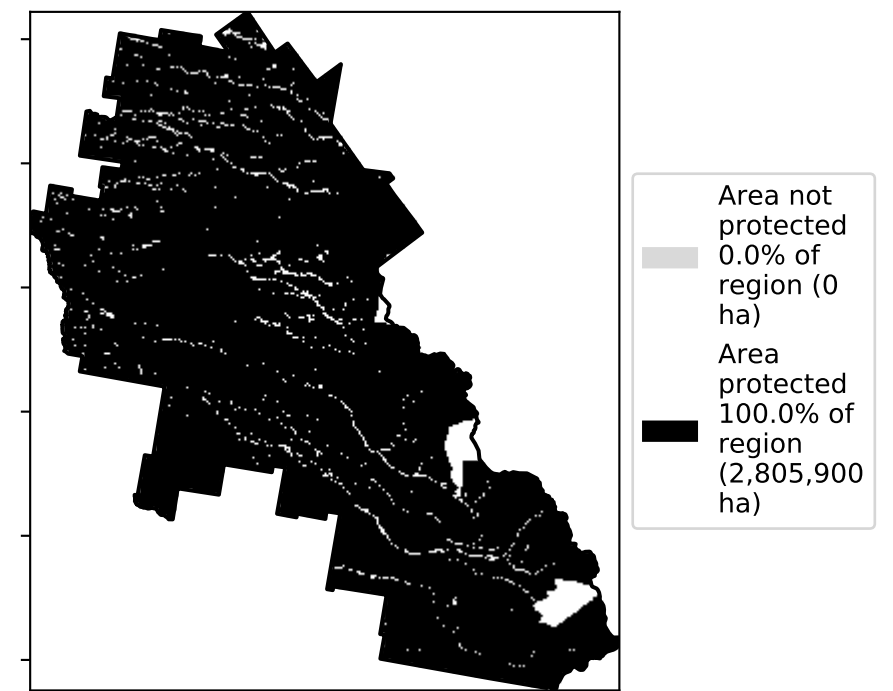 Area not
protected
0.0% of
region (0
ha)
Area
protected
100.0% of
region
(2,805,900
ha)